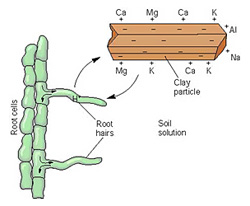 Ca Mg Ca K
+ + + +
+ Al
+ Na
+ + + +
Mg K Ca K
Clay
particle
Root cells
Root
hairs
Soil
solution